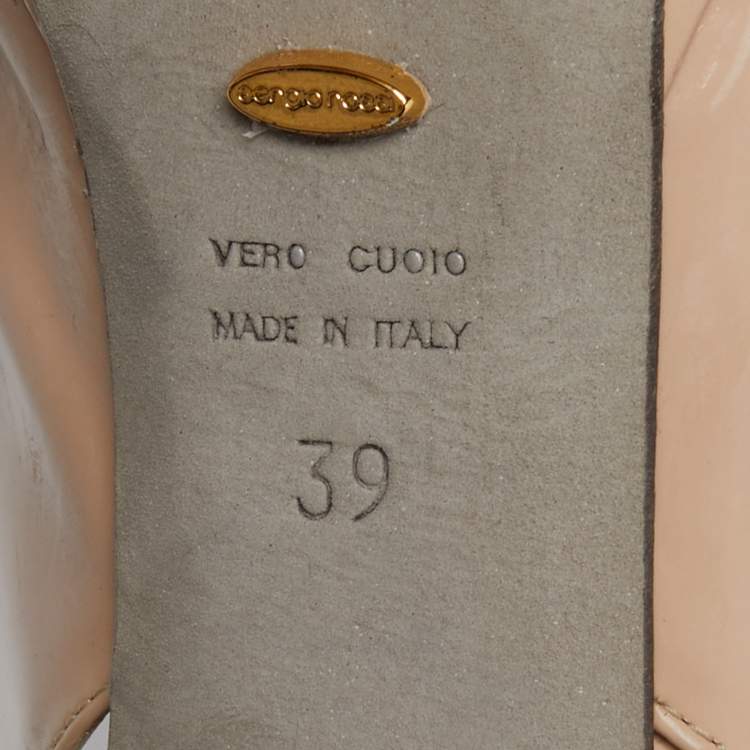 sergio rossi
VERO CUOIO
MADE IN ITALY
39